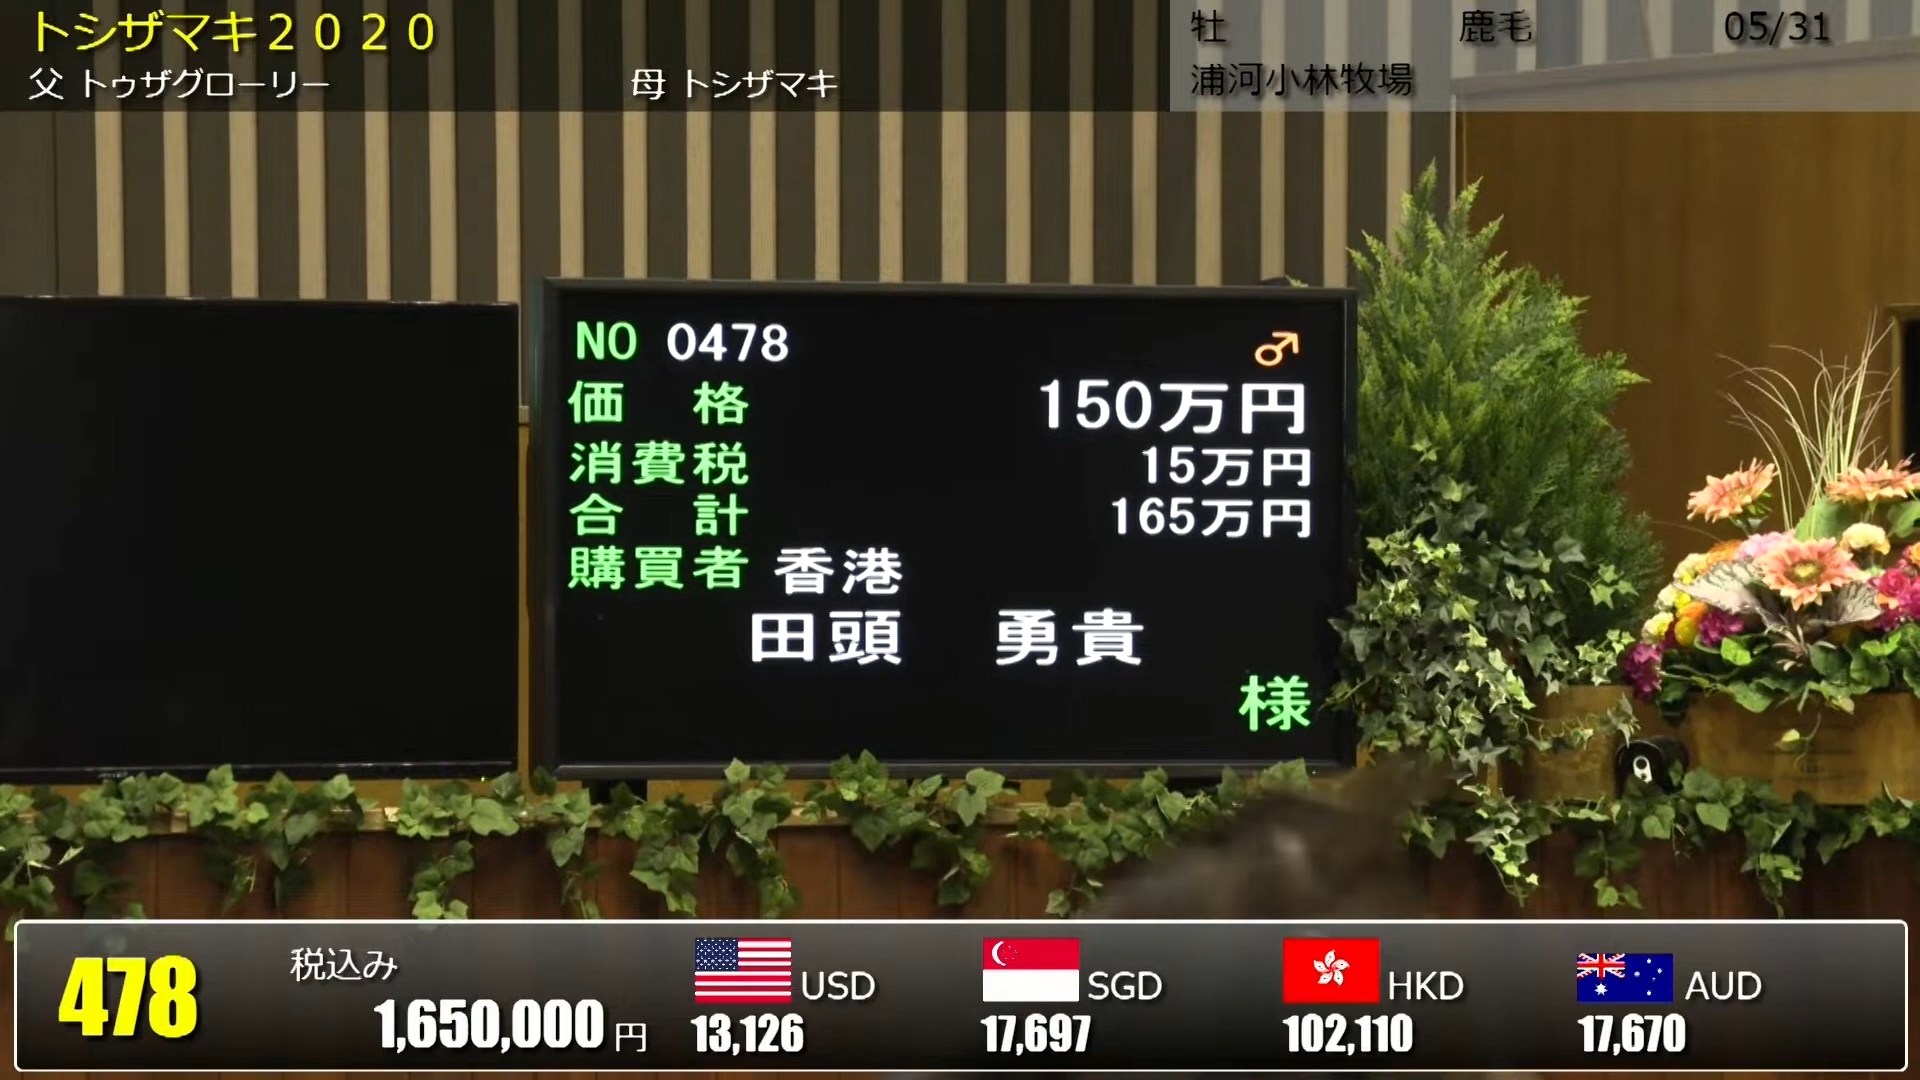 トシザマキ２０２０
父 トゥザグローリー 母 トシザマキ
牡 鹿毛 05/31
浦河小林牧場
NO 0478 ♂
価 格 150万円
消費税 15万円
合 計 165万円
購買者 香港
田頭 勇貴
様
478
税込み
1,650,000 円
USD
13,126
SGD
17,697
HKD
102,110
AUD
17,670